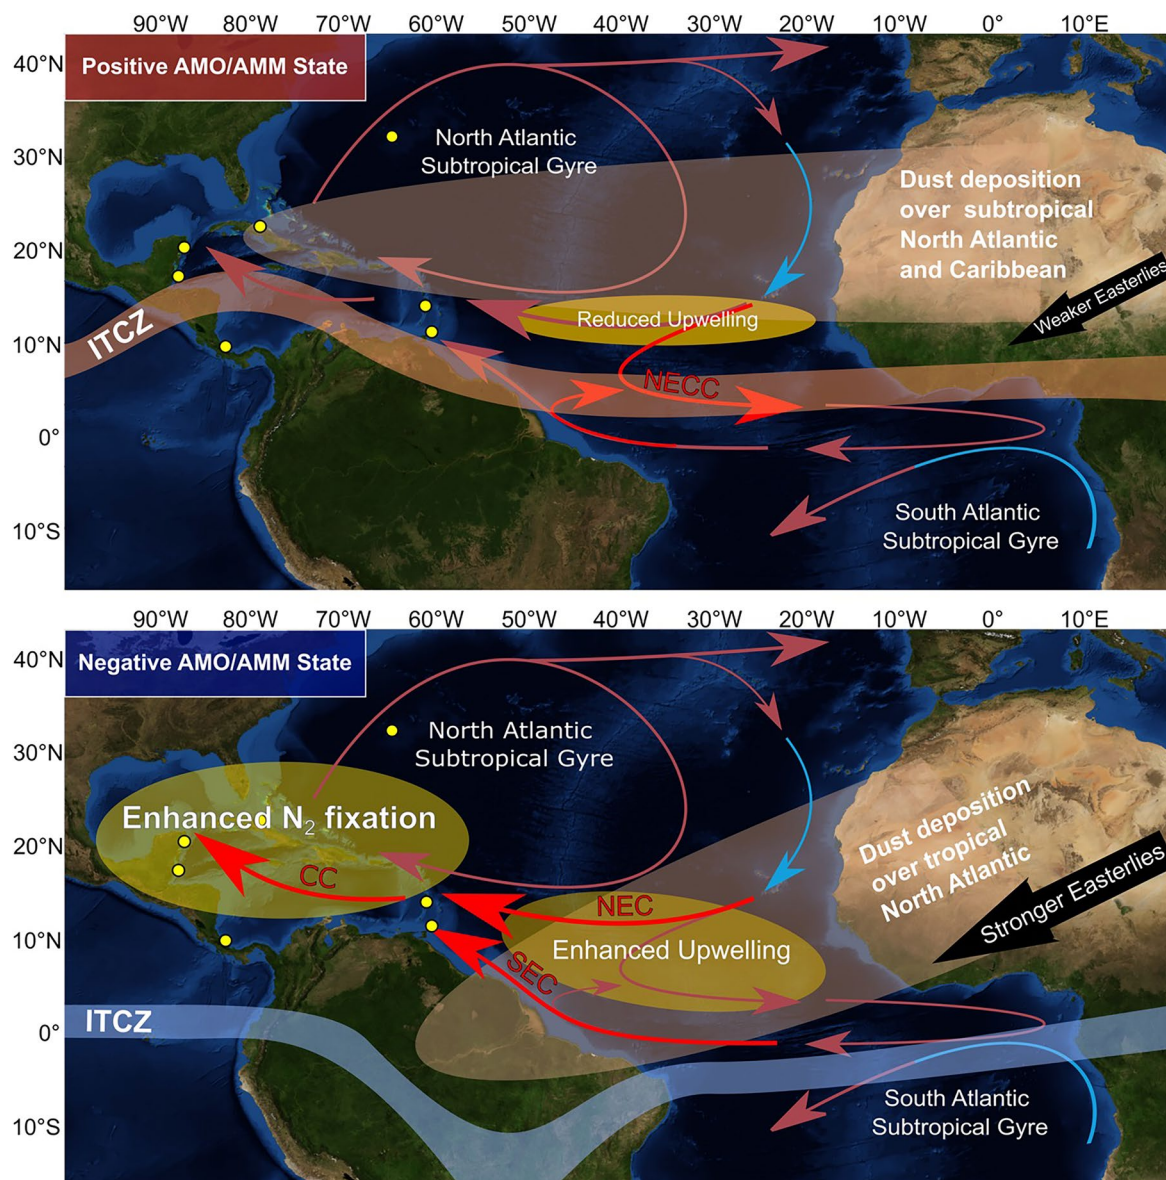 90°W 80°W 70°W 60°W 50°W 40°W 30°W 20°W 10°W 0° 10°E
Positive AMO/AMM State
40°N
30°N
20°N
10°N
0°
10°S
North Atlantic
Subtropical Gyre
Dust deposition
over subtropical
North Atlantic
and Caribbean
Weaker Easterlies
Reduced Upwelling
ITCZ
NECC
South Atlantic
Subtropical Gyre
90°W 80°W 70°W 60°W 50°W 40°W 30°W 20°W 10°W 0° 10°E
Negative AMO/AMM State
40°N
30°N
20°N
10°N
0°
10°S
North Atlantic
Subtropical Gyre
Enhanced N₂ fixation
Dust deposition
over tropical
North Atlantic
Stronger Easterlies
CC
NEC
Enhanced Upwelling
SEC
ITCZ
South Atlantic
Subtropical Gyre